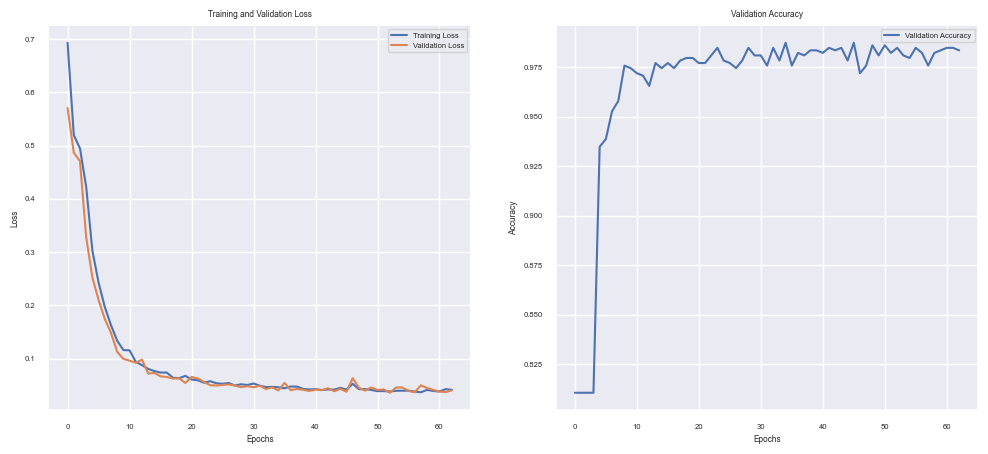 Training and Validation Loss
Training Loss
Validation Loss
0.7
0.6
0.5
0.4
0.3
0.2
0.1
Loss
0 10 20 30 40 50 60
Epochs
Validation Accuracy
Validation Accuracy
0.975
0.950
0.925
0.900
0.875
0.850
0.825
Accuracy
0 10 20 30 40 50 60
Epochs